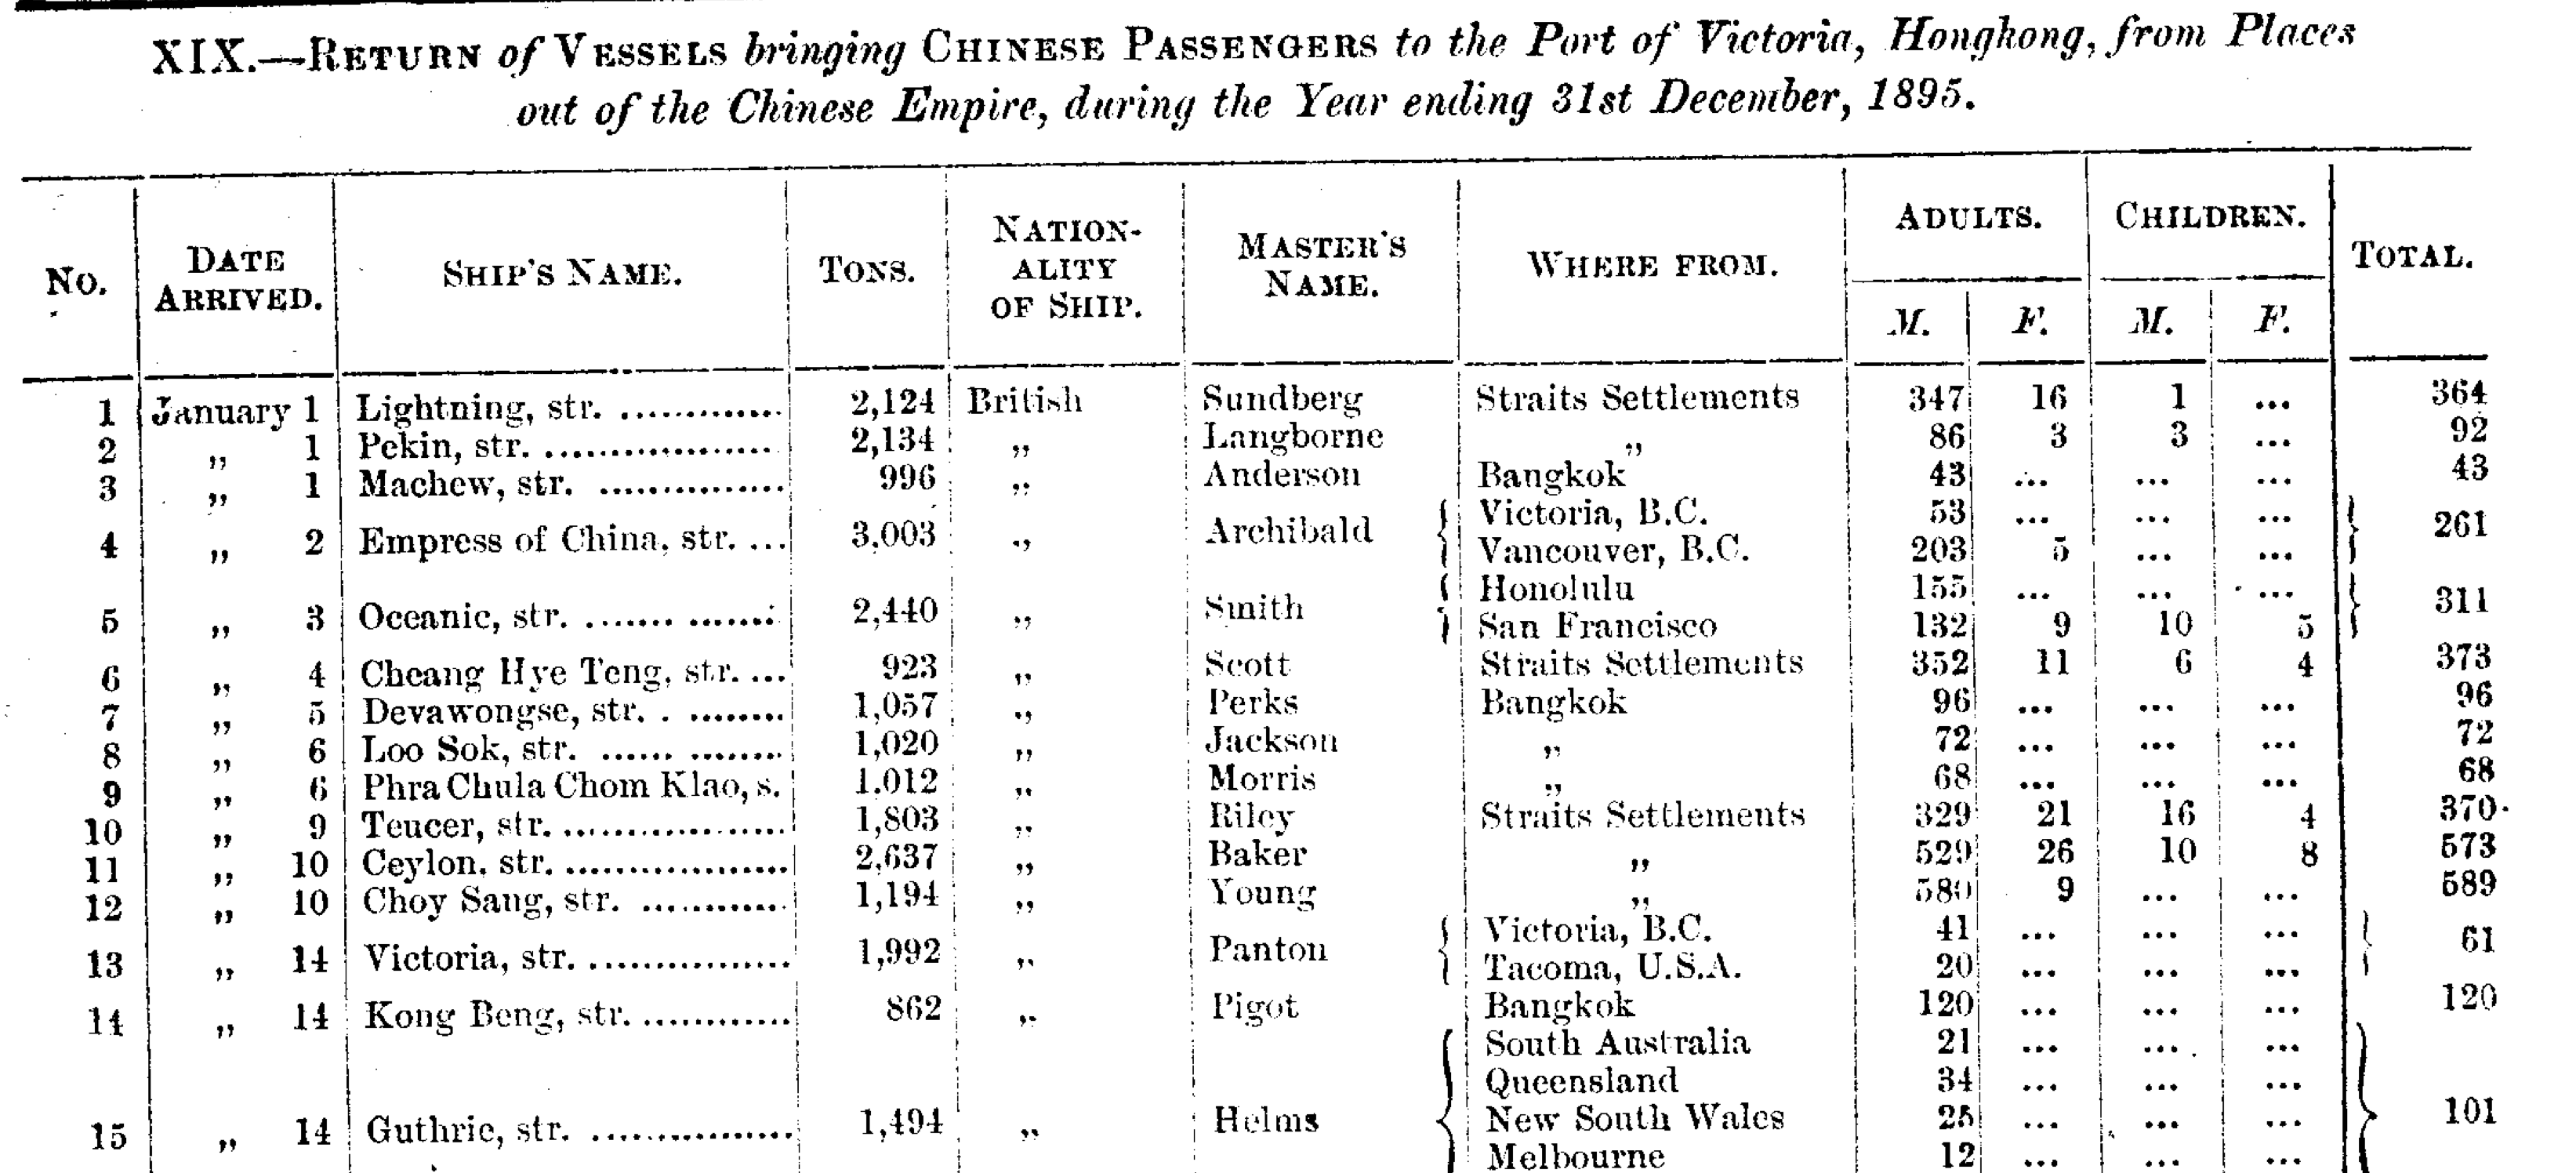 XIX.—RETURN of VESSELS bringing CHINESE PASSENGERS to the Port of Victoria, Hongkong, from Places
out of the Chinese Empire, during the Year ending 31st December, 1895.
No. DATE ARRIVED. SHIP'S NAME. TONS. NATION-ALITY OF SHIP. MASTER'S NAME. WHERE FROM. ADULTS. CHILDREN. TOTAL.
M. F. M. F.
1 January 1 Lightning, str. ............. 2,124 British Sundberg Straits Settlements 347 16 1 ... 364
2 „ 1 Pekin, str. .................. 2,134 „ Langborne „ 86 3 3 ... 92
3 „ 1 Machew, str. ............... 996 „ Anderson Bangkok 43 ... ... ... 43
4 „ 2 Empress of China, str. ... 3,003 „ Archibald { Victoria, B.C. 53 ... ... ... } 261
Vancouver, B.C. 203 5 ... ...
5 „ 3 Oceanic, str. ............... 2,440 „ Smith { Honolulu 155 ... ... ... } 311
San Francisco 132 9 10 5
6 „ 4 Cheang Hye Teng, str. ... 923 „ Scott Straits Settlements 352 11 6 4 373
7 „ 5 Devawongse, str. . ........ 1,057 „ Perks Bangkok 96 ... ... ... 96
8 „ 6 Loo Sok, str. ...... ......... 1,020 „ Jackson „ 72 ... ... ... 72
9 „ 6 Phra Chula Chom Klao, s. 1.012 „ Morris „ 68 ... ... ... 68
10 „ 9 Teucer, str. .................. 1,803 „ Riley Straits Settlements 329 21 16 4 370
11 „ 10 Ceylon, str. .................. 2,637 „ Baker „ 529 26 10 8 573
12 „ 10 Choy Sang, str. ............ 1,194 „ Young „ 580 9 ... ... 589
13 „ 14 Victoria, str. ................ 1,992 „ Panton { Victoria, B.C. 41 ... ... ... } 61
Tacoma, U.S.A. 20 ... ... ...
14 „ 14 Kong Beng, str. ............ 862 „ Pigot Bangkok 120 ... ... ... 120
South Australia 21 ... ... ...
Queensland 34 ... ... ...
15 „ 14 Guthrie, str. ................ 1,494 „ Helms { New South Wales 25 ... ... ... } 101
Melbourne 12 ... ... ...